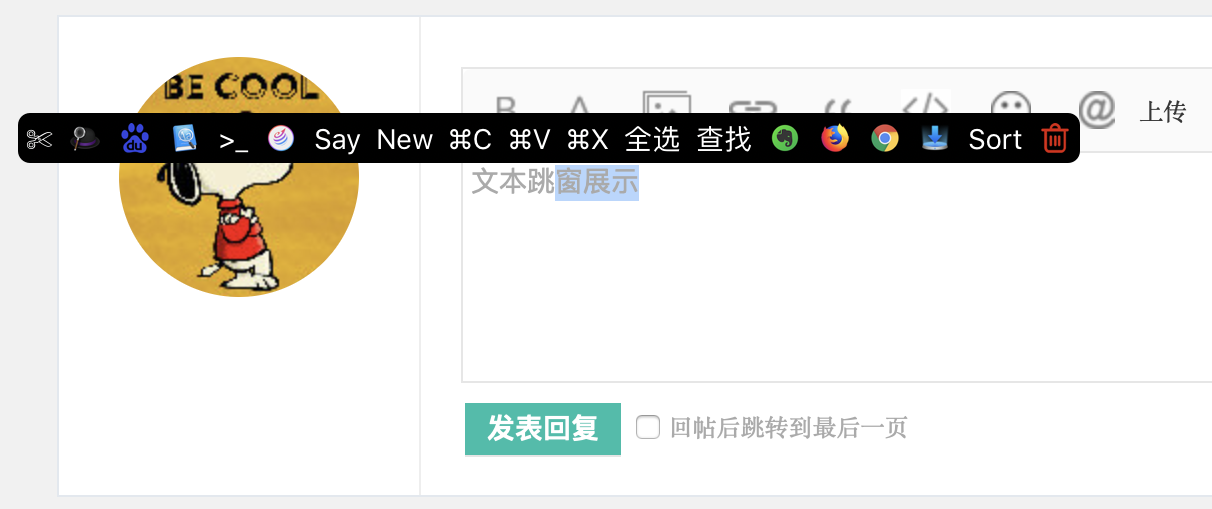 BE COOL
B A “ </> @ 上传
>_ Say New ⌘C ⌘V ⌘X 全选 查找 Sort
文本跳窗展示
发表回复 回帖后跳转到最后一页